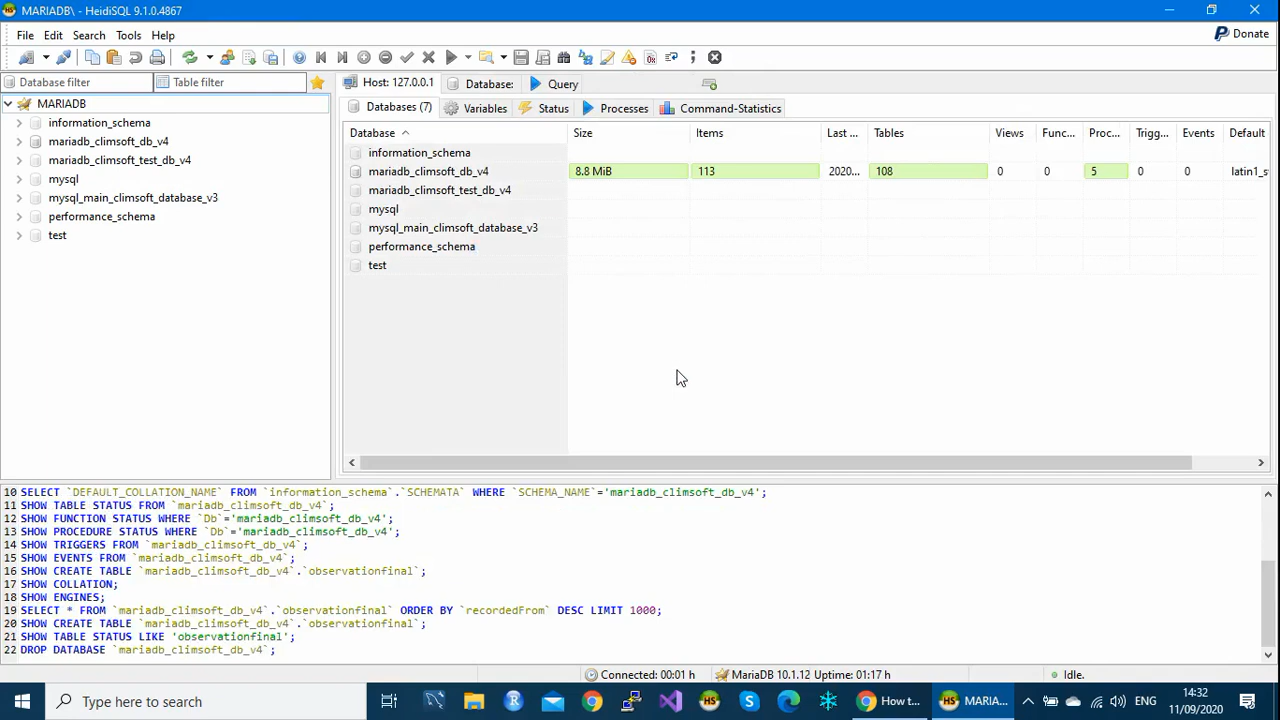 MARIADB\ - HeidiSQL 9.1.0.4867
File Edit Search Tools Help
Donate
Database filter Table filter
Host: 127.0.0.1 Database: Query
MARIADB
information_schema
mariadb_climsoft_db_v4
mariadb_climsoft_test_db_v4
mysql
mysql_main_climsoft_database_v3
performance_schema
test
Databases (7) Variables Status Processes Command-Statistics
Database Size Items Last ... Tables Views Func... Proc... Trigg... Events Default
information_schema
mariadb_climsoft_db_v4 8.8 MiB 113 2020... 108 0 0 5 0 0
mariadb_climsoft_test_db_v4
mysql
mysql_main_climsoft_database_v3
performance_schema
test
10 SELECT `DEFAULT_COLLATION_NAME` FROM `information_schema`.`SCHEMATA` WHERE `SCHEMA_NAME`='mariadb_climsoft_db_v4';
11 SHOW TABLE STATUS FROM `mariadb_climsoft_db_v4`;
12 SHOW FUNCTION STATUS WHERE `Db`='mariadb_climsoft_db_v4';
13 SHOW PROCEDURE STATUS WHERE `Db`='mariadb_climsoft_db_v4';
14 SHOW TRIGGERS FROM `mariadb_climsoft_db_v4`;
15 SHOW EVENTS FROM `mariadb_climsoft_db_v4`;
16 SHOW CREATE TABLE `mariadb_climsoft_db_v4`.`observationfinal`;
17 SHOW COLLATION;
18 SHOW ENGINES;
19 SELECT * FROM `mariadb_climsoft_db_v4`.`observationfinal` ORDER BY `recordedFrom` DESC LIMIT 1000;
20 SHOW CREATE TABLE `mariadb_climsoft_db_v4`.`observationfinal`;
21 SHOW TABLE STATUS LIKE 'observationfinal';
22 DROP DATABASE `mariadb_climsoft_db_v4`;
Connected: 00:01 h MariaDB 10.1.12 Uptime: 01:17 h Idle.
Type here to search
How t... MARIA... ENG
14:32
11/09/2020